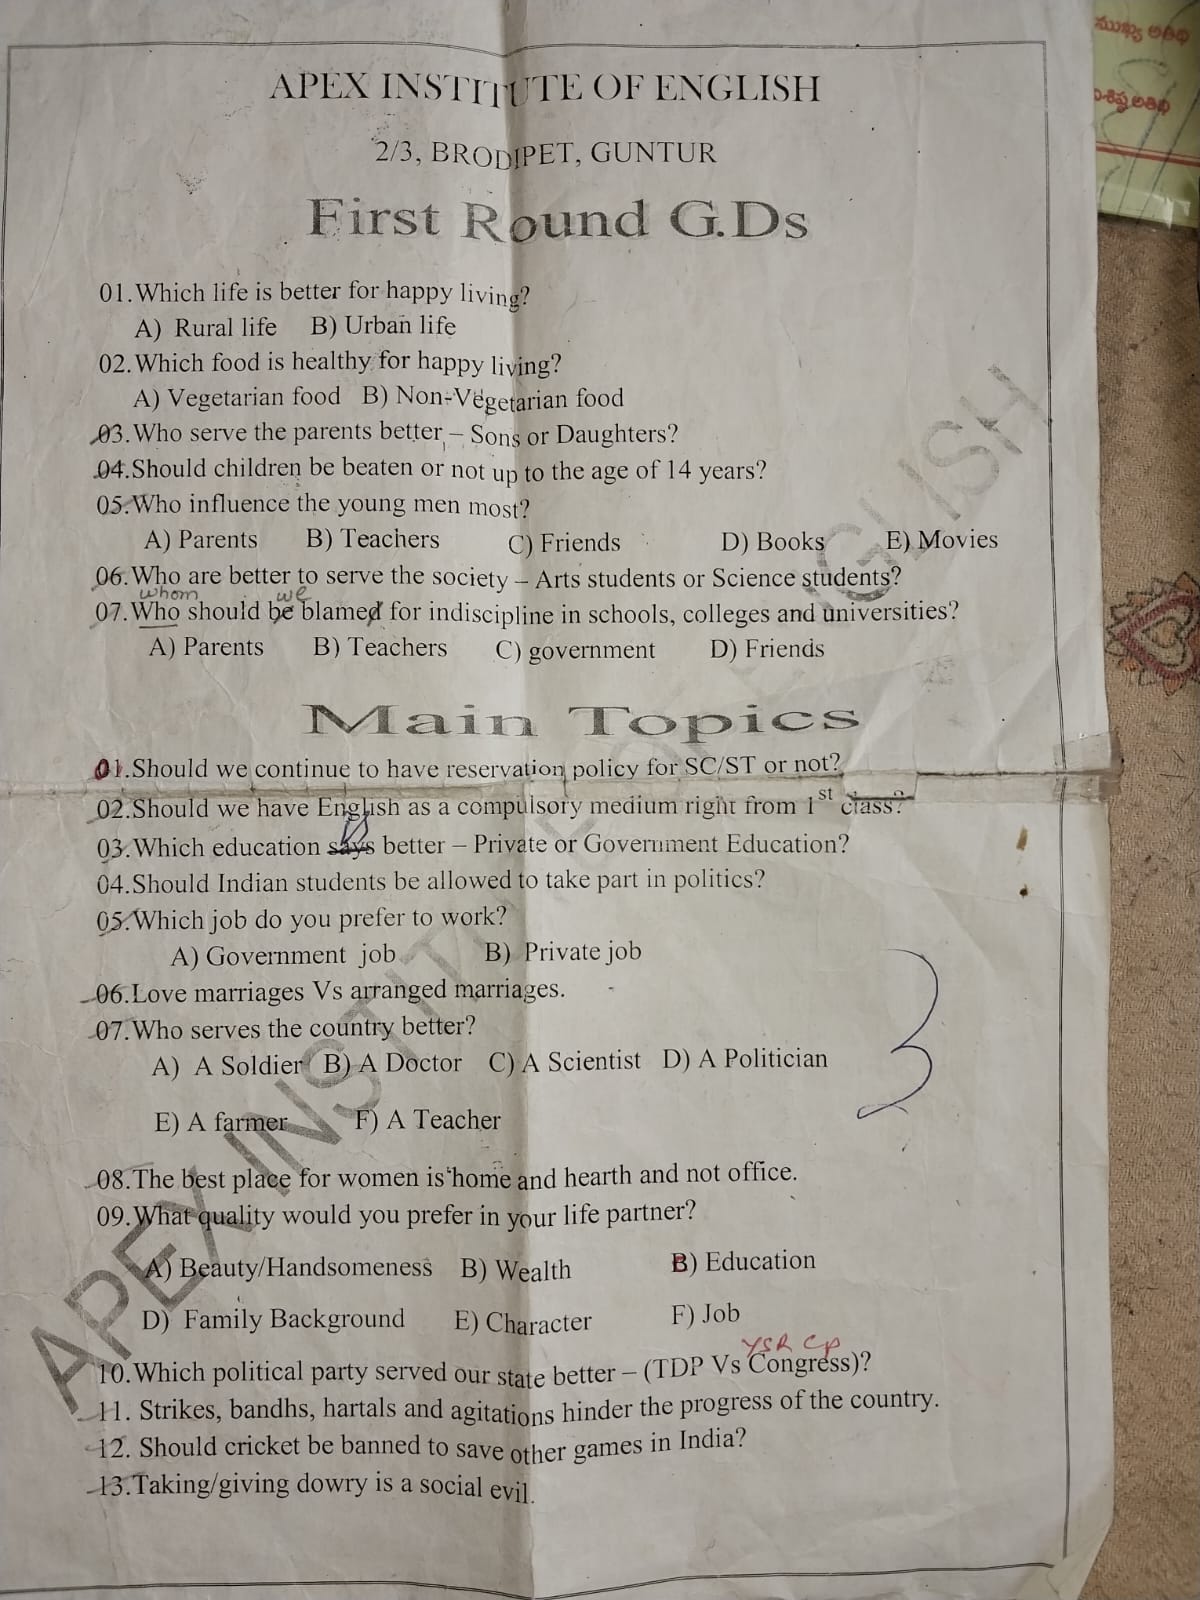 ముఖ్య అతిథి
APEX INSTITUTE OF ENGLISH
2/3, BRODIPET, GUNTUR
First Round G.Ds
01.Which life is better for happy living?
A) Rural life B) Urban life
02.Which food is healthy for happy living?
A) Vegetarian food B) Non-Vegetarian food
03.Who serve the parents better – Sons or Daughters?
04.Should children be beaten or not up to the age of 14 years?
05.Who influence the young men most?
A) Parents B) Teachers C) Friends D) Books E) Movies
06.Who are better to serve the society – Arts students or Science students?
whom we
07.Who should be blamed for indiscipline in schools, colleges and universities?
A) Parents B) Teachers C) government D) Friends
Main Topics
01.Should we continue to have reservation policy for SC/ST or not?
02.Should we have English as a compulsory medium right from 1st class?
03.Which education says better – Private or Government Education?
04.Should Indian students be allowed to take part in politics?
05.Which job do you prefer to work?
A) Government job B) Private job
06.Love marriages Vs arranged marriages.
07.Who serves the country better?
A) A Soldier B) A Doctor C) A Scientist D) A Politician
3
E) A farmer F) A Teacher
08.The best place for women is home and hearth and not office.
09.What quality would you prefer in your life partner?
A) Beauty/Handsomeness B) Wealth B) Education
D) Family Background E) Character F) Job
YSR CP
10.Which political party served our state better – (TDP Vs Congress)?
11. Strikes, bandhs, hartals and agitations hinder the progress of the country.
12. Should cricket be banned to save other games in India?
13.Taking/giving dowry is a social evil.
APEX INSTITUTE OF ENGLISH